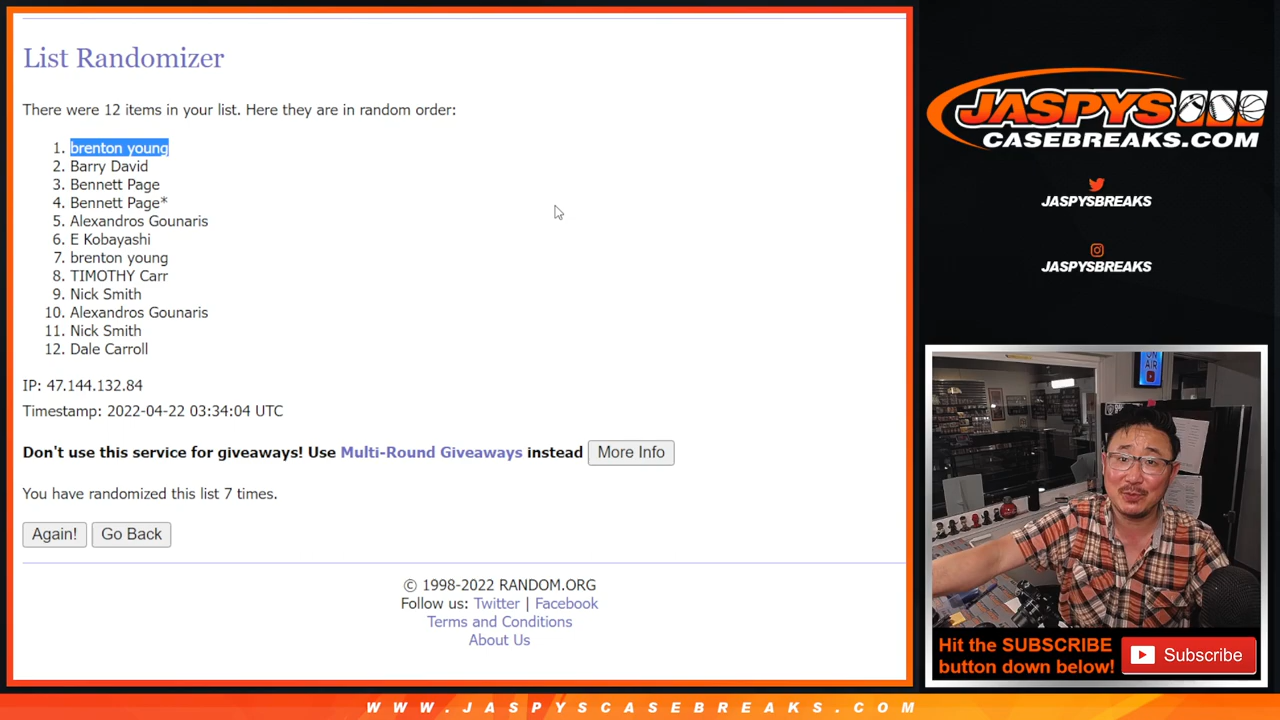 List Randomizer
There were 12 items in your list. Here they are in random order:
1. brenton young
2. Barry David
3. Bennett Page
4. Bennett Page*
5. Alexandros Gounaris
6. E Kobayashi
7. brenton young
8. TIMOTHY Carr
9. Nick Smith
10. Alexandros Gounaris
11. Nick Smith
12. Dale Carroll
IP: 47.144.132.84
Timestamp: 2022-04-22 03:34:04 UTC
Don't use this service for giveaways! Use Multi-Round Giveaways instead More Info
You have randomized this list 7 times.
Again! Go Back
© 1998-2022 RANDOM.ORG
Follow us: Twitter | Facebook
Terms and Conditions
About Us
JASPYS
CASEBREAKS.COM
JASPYSBREAKS
JASPYSBREAKS
ON
AIR
Hit the SUBSCRIBE
button down below!
Subscribe
WWW.JASPYSCASEBREAKS.COM